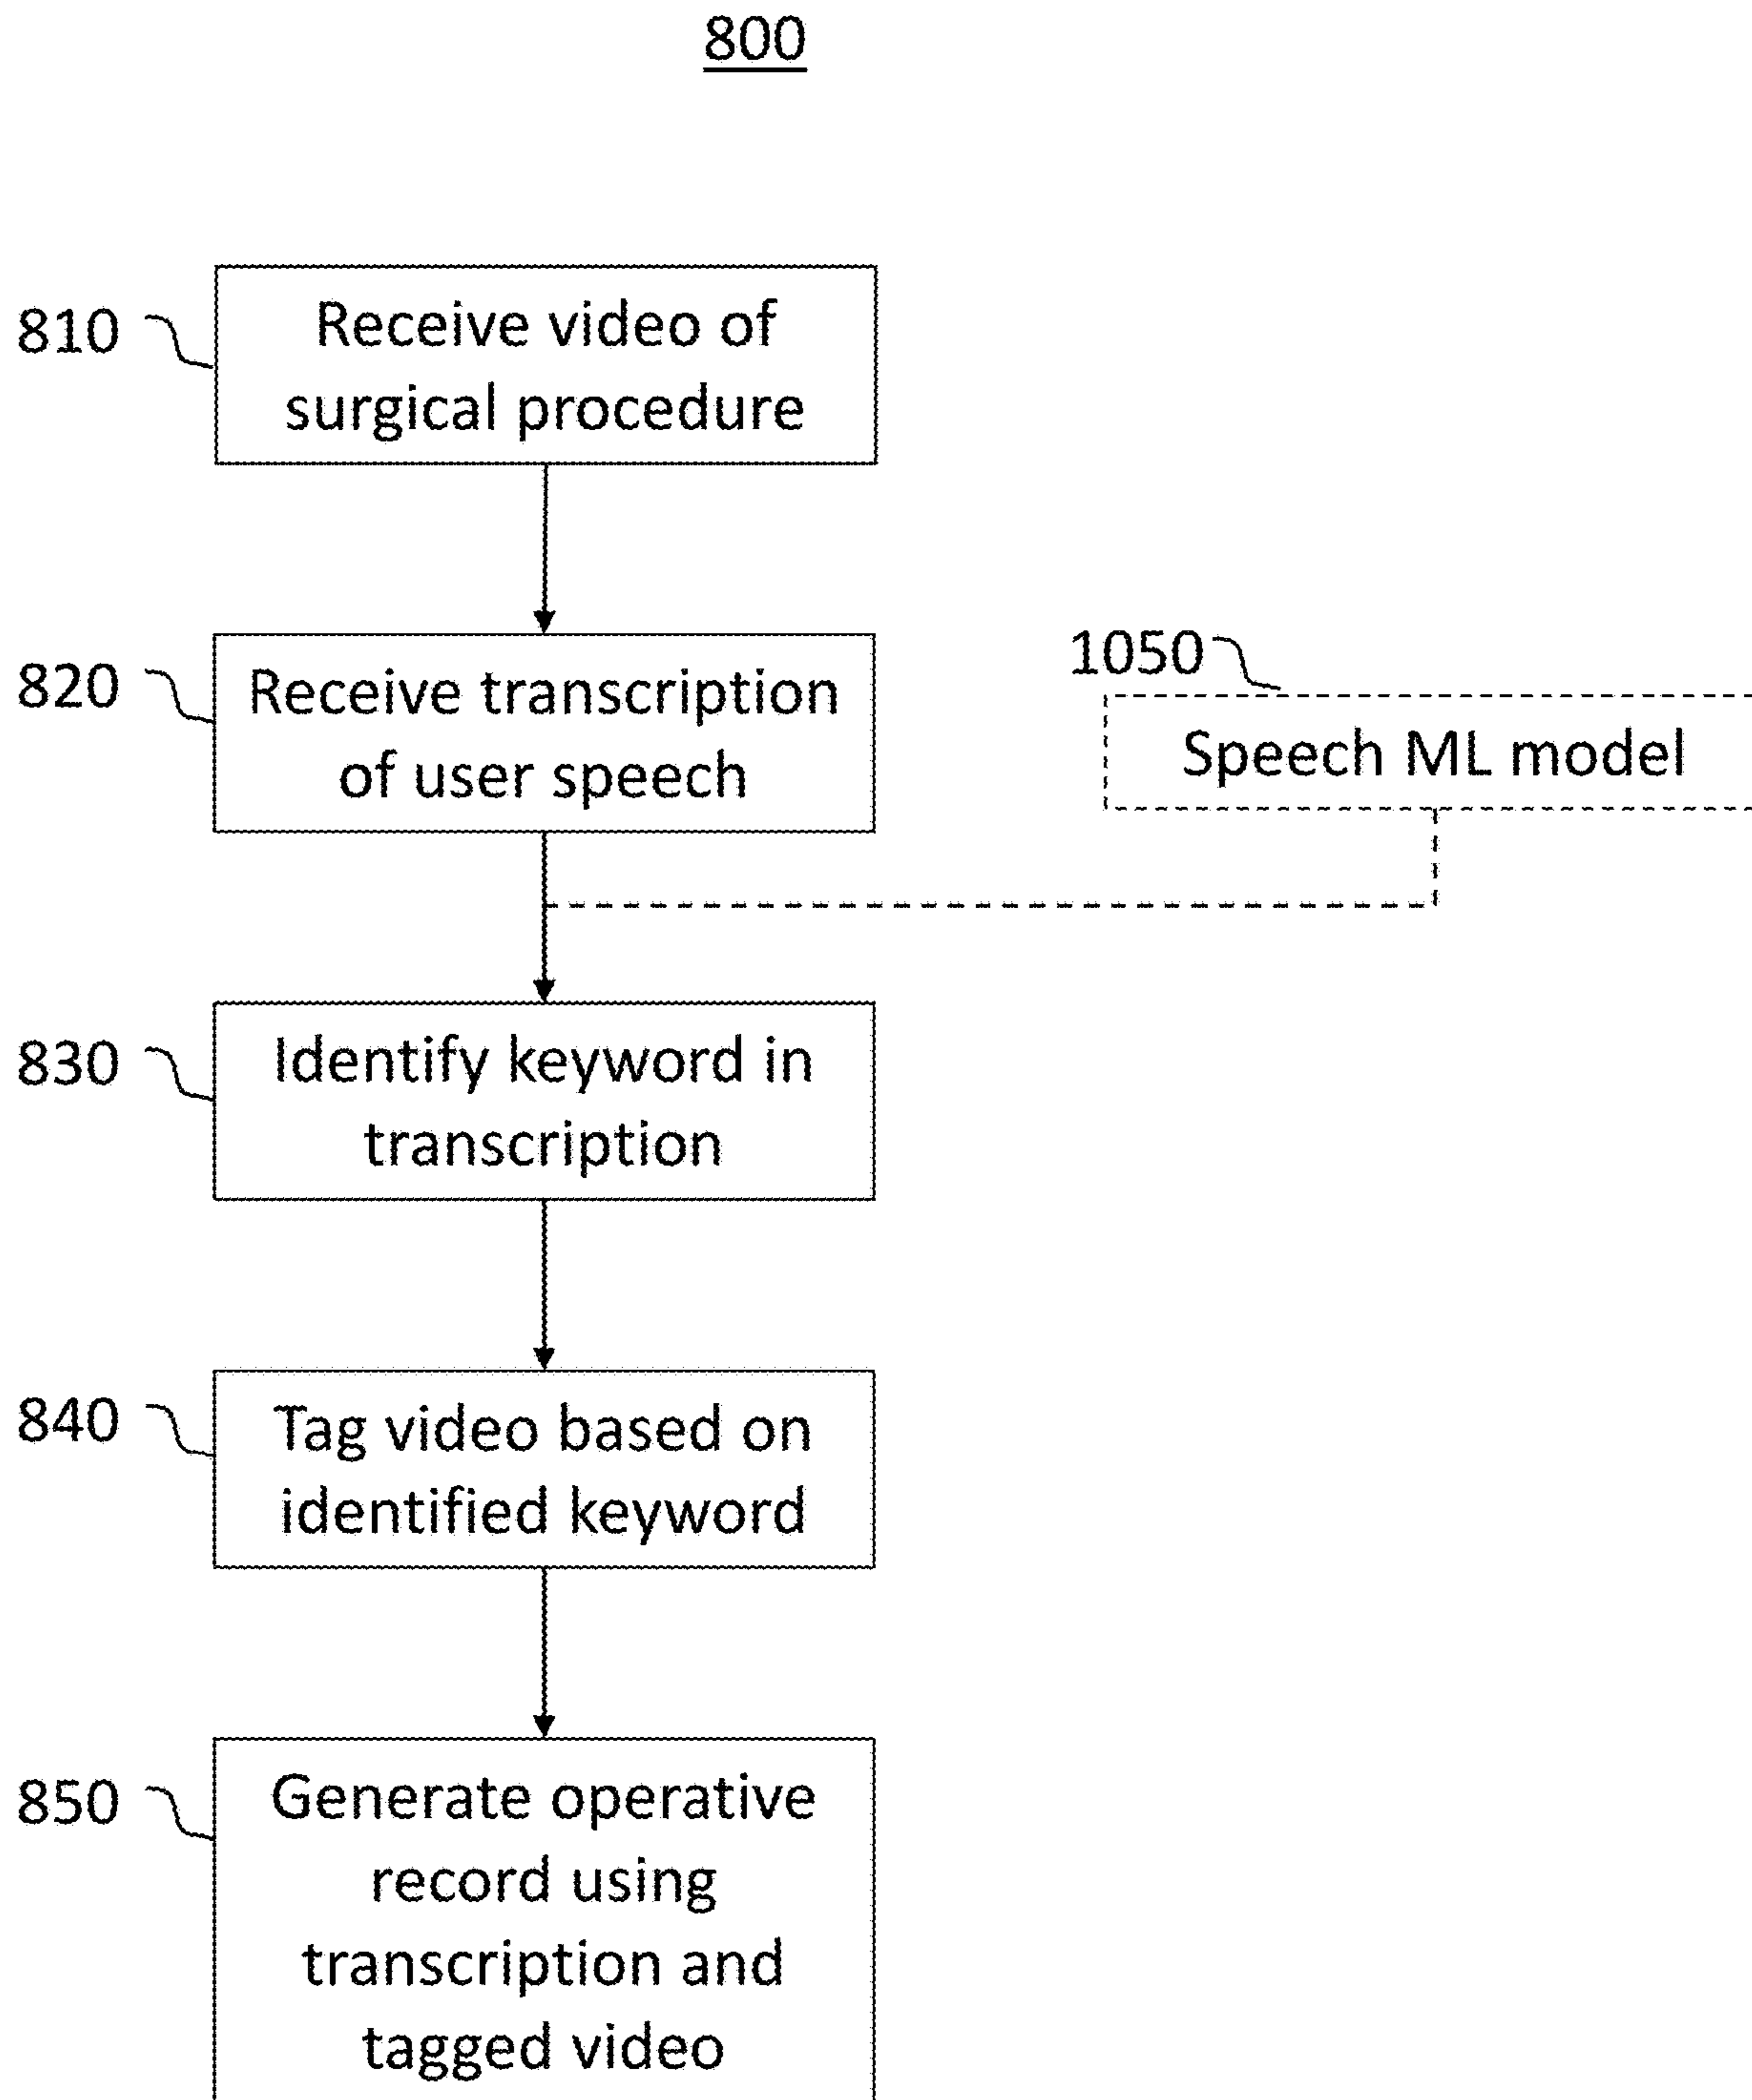 800
810
Receive video of
surgical procedure
820
Receive transcription
of user speech
1050
Speech ML model
830
Identify keyword in
transcription
840
Tag video based on
identified keyword
850
Generate operative
record using
transcription and
tagged video